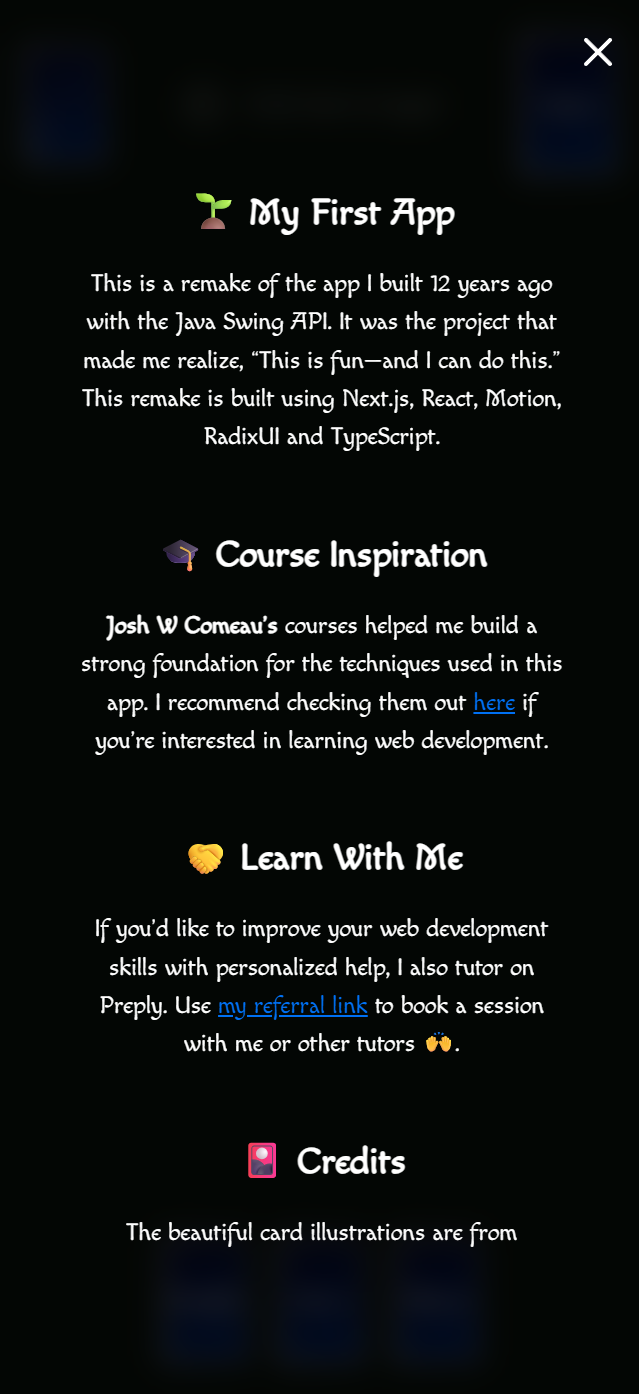 🌱 My First App
This is a remake of the app I built 12 years ago
with the Java Swing API. It was the project that
made me realize, “This is fun—and I can do this.”
This remake is built using Next.js, React, Motion,
RadixUI and TypeScript.
🎓 Course Inspiration
Josh W Comeau’s courses helped me build a
strong foundation for the techniques used in this
app. I recommend checking them out here if
you’re interested in learning web development.
🤝 Learn With Me
If you’d like to improve your web development
skills with personalized help, I also tutor on
Preply. Use my referral link to book a session
with me or other tutors 🙌.
🎴 Credits
The beautiful card illustrations are from